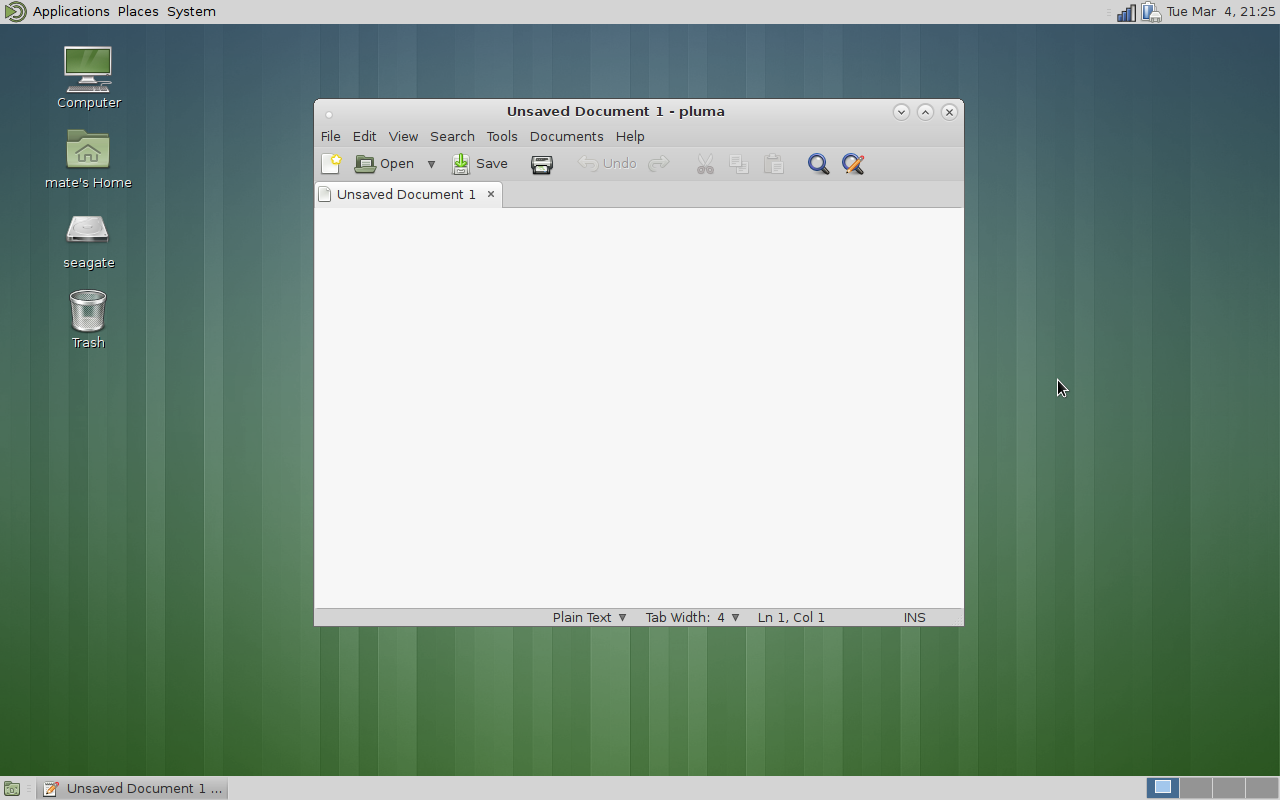 Applications Places System
Tue Mar  4, 21:25
Computer
mate's Home
seagate
Trash
Unsaved Document 1 - pluma
File Edit View Search Tools Documents Help
Open Save Undo
Unsaved Document 1
Plain Text Tab Width: 4 Ln 1, Col 1 INS
Unsaved Document 1 ...